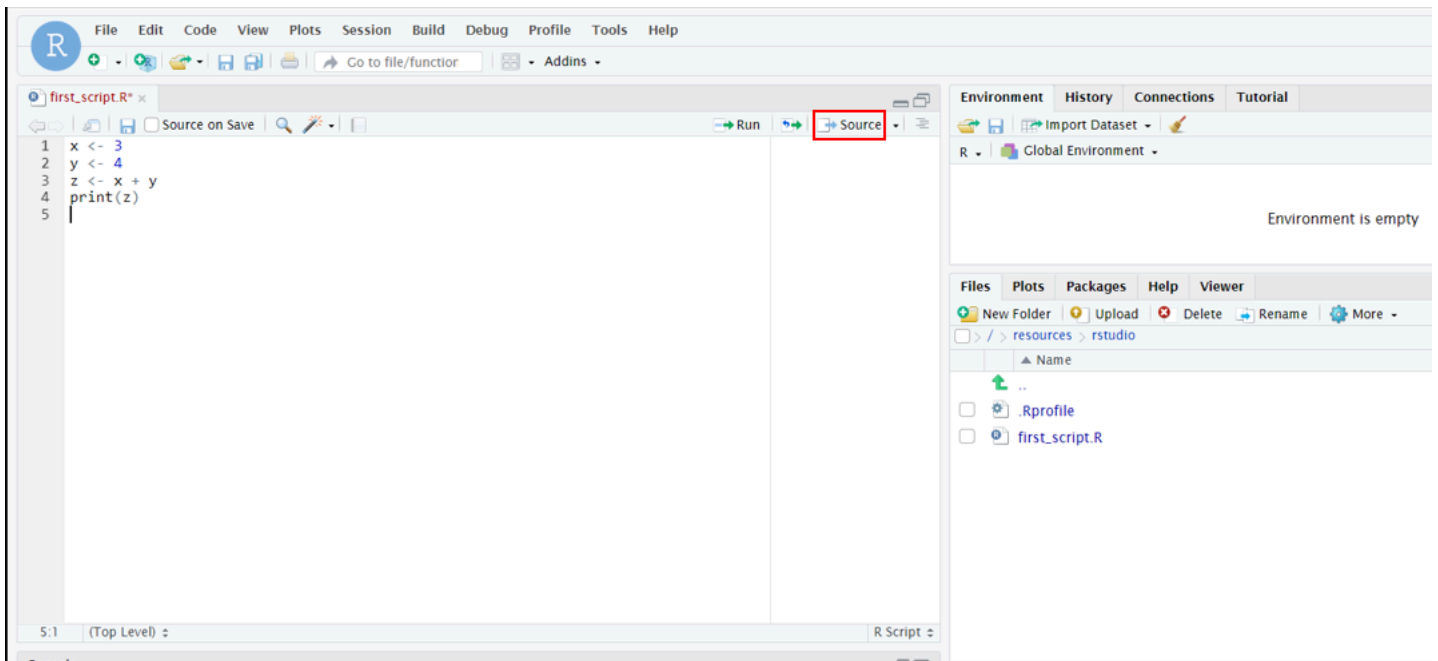 R
File Edit Code View Plots Session Build Debug Profile Tools Help
Go to file/function Addins
first_script.R*
Source on Save Run Source
1 x <- 3
2 y <- 4
3 z <- x + y
4 print(z)
5
5:1 (Top Level) R Script
Environment History Connections Tutorial
Import Dataset
R Global Environment
Environment is empty
Files Plots Packages Help Viewer
New Folder Upload Delete Rename More
/ > resources > rstudio
Name
..
.Rprofile
first_script.R